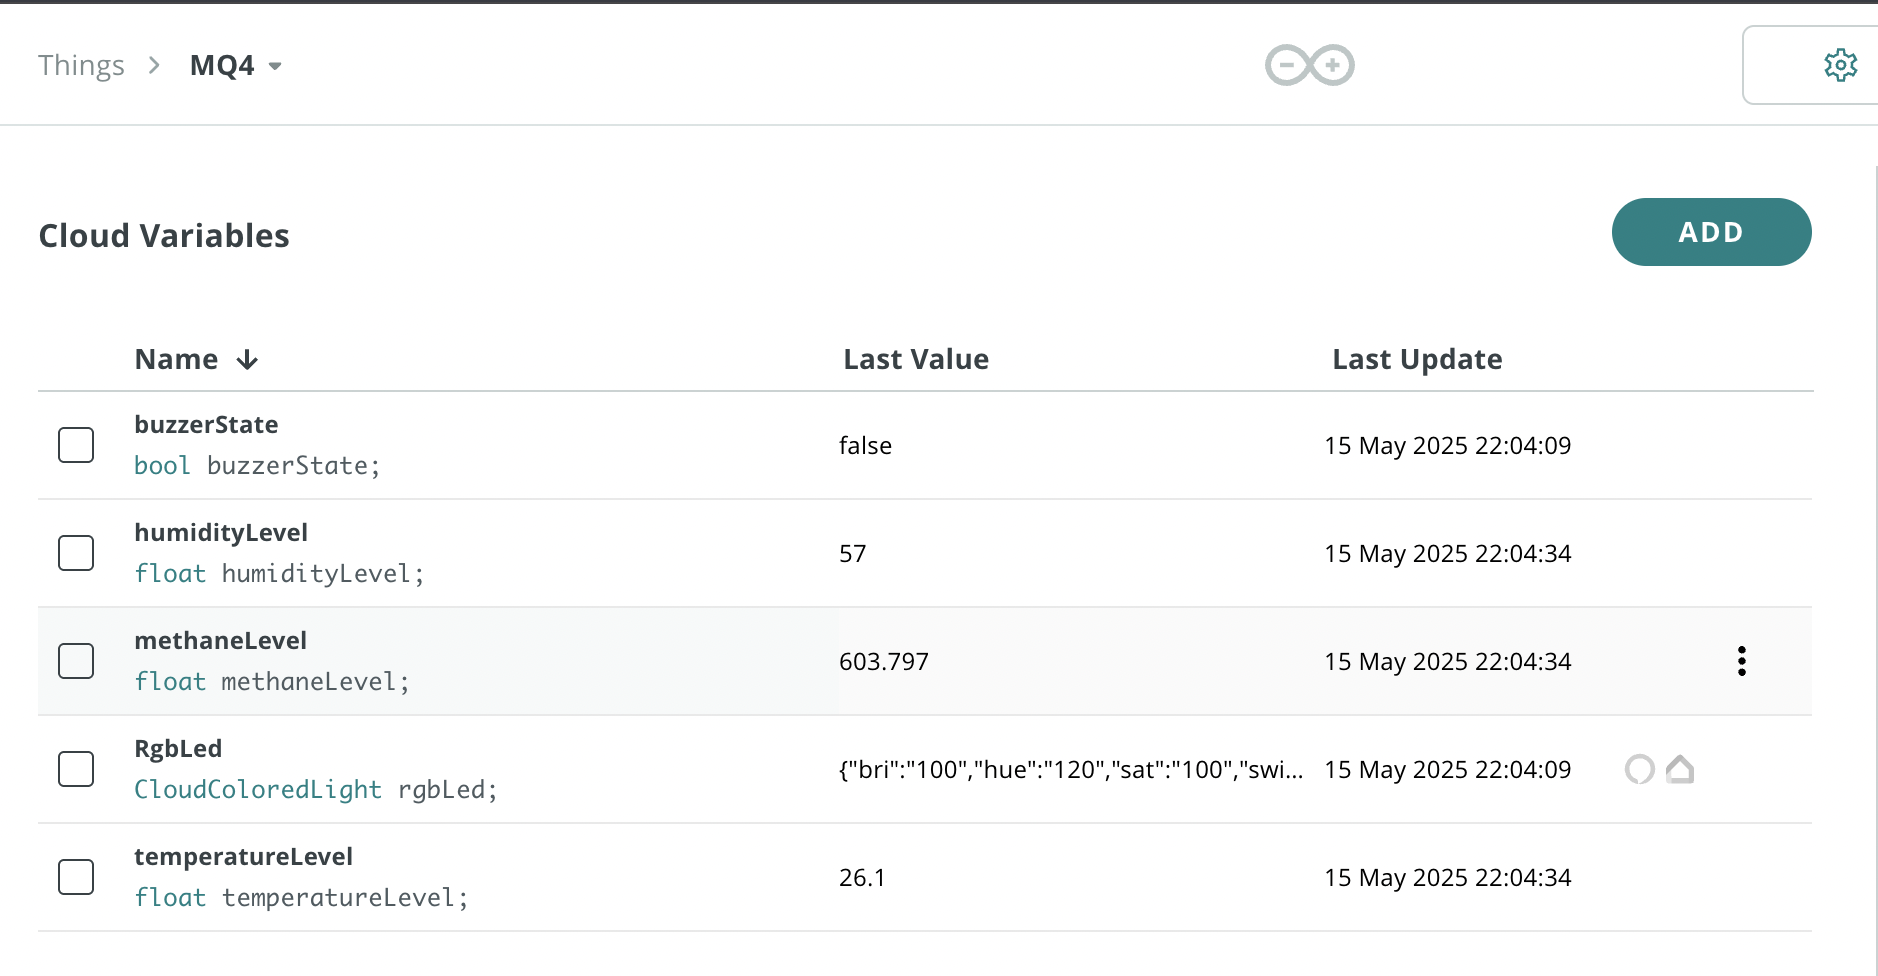 Things > MQ4
Cloud Variables
ADD
Name ↓ Last Value Last Update
buzzerState
bool buzzerState;
false
15 May 2025 22:04:09
humidityLevel
float humidityLevel;
57
15 May 2025 22:04:34
methaneLevel
float methaneLevel;
603.797
15 May 2025 22:04:34
RgbLed
CloudColoredLight rgbLed;
{"bri":"100","hue":"120","sat":"100","swi...
15 May 2025 22:04:09
temperatureLevel
float temperatureLevel;
26.1
15 May 2025 22:04:34